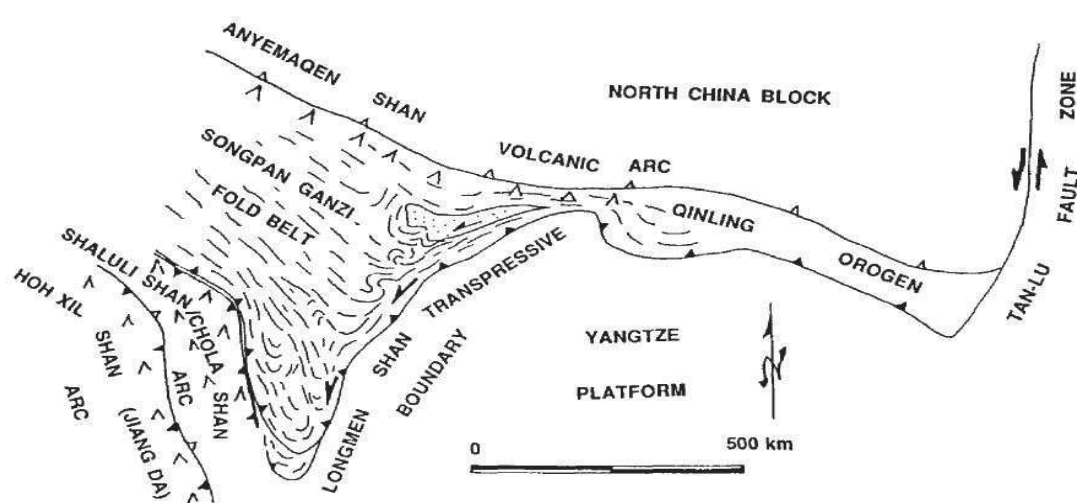 ANYEMAQEN SHAN
NORTH CHINA BLOCK
VOLCANIC ARC
SONGPAN GANZI
FOLD BELT
QINLING
OROGEN
TAN-LU FAULT ZONE
SHALULI SHAN/CHOLA SHAN
ARC
HOH XIL SHAN
(JIANG DA)
ARC
LONGMEN SHAN TRANSPRESSIVE
BOUNDARY
YANGTZE
PLATFORM
N
0 500 km